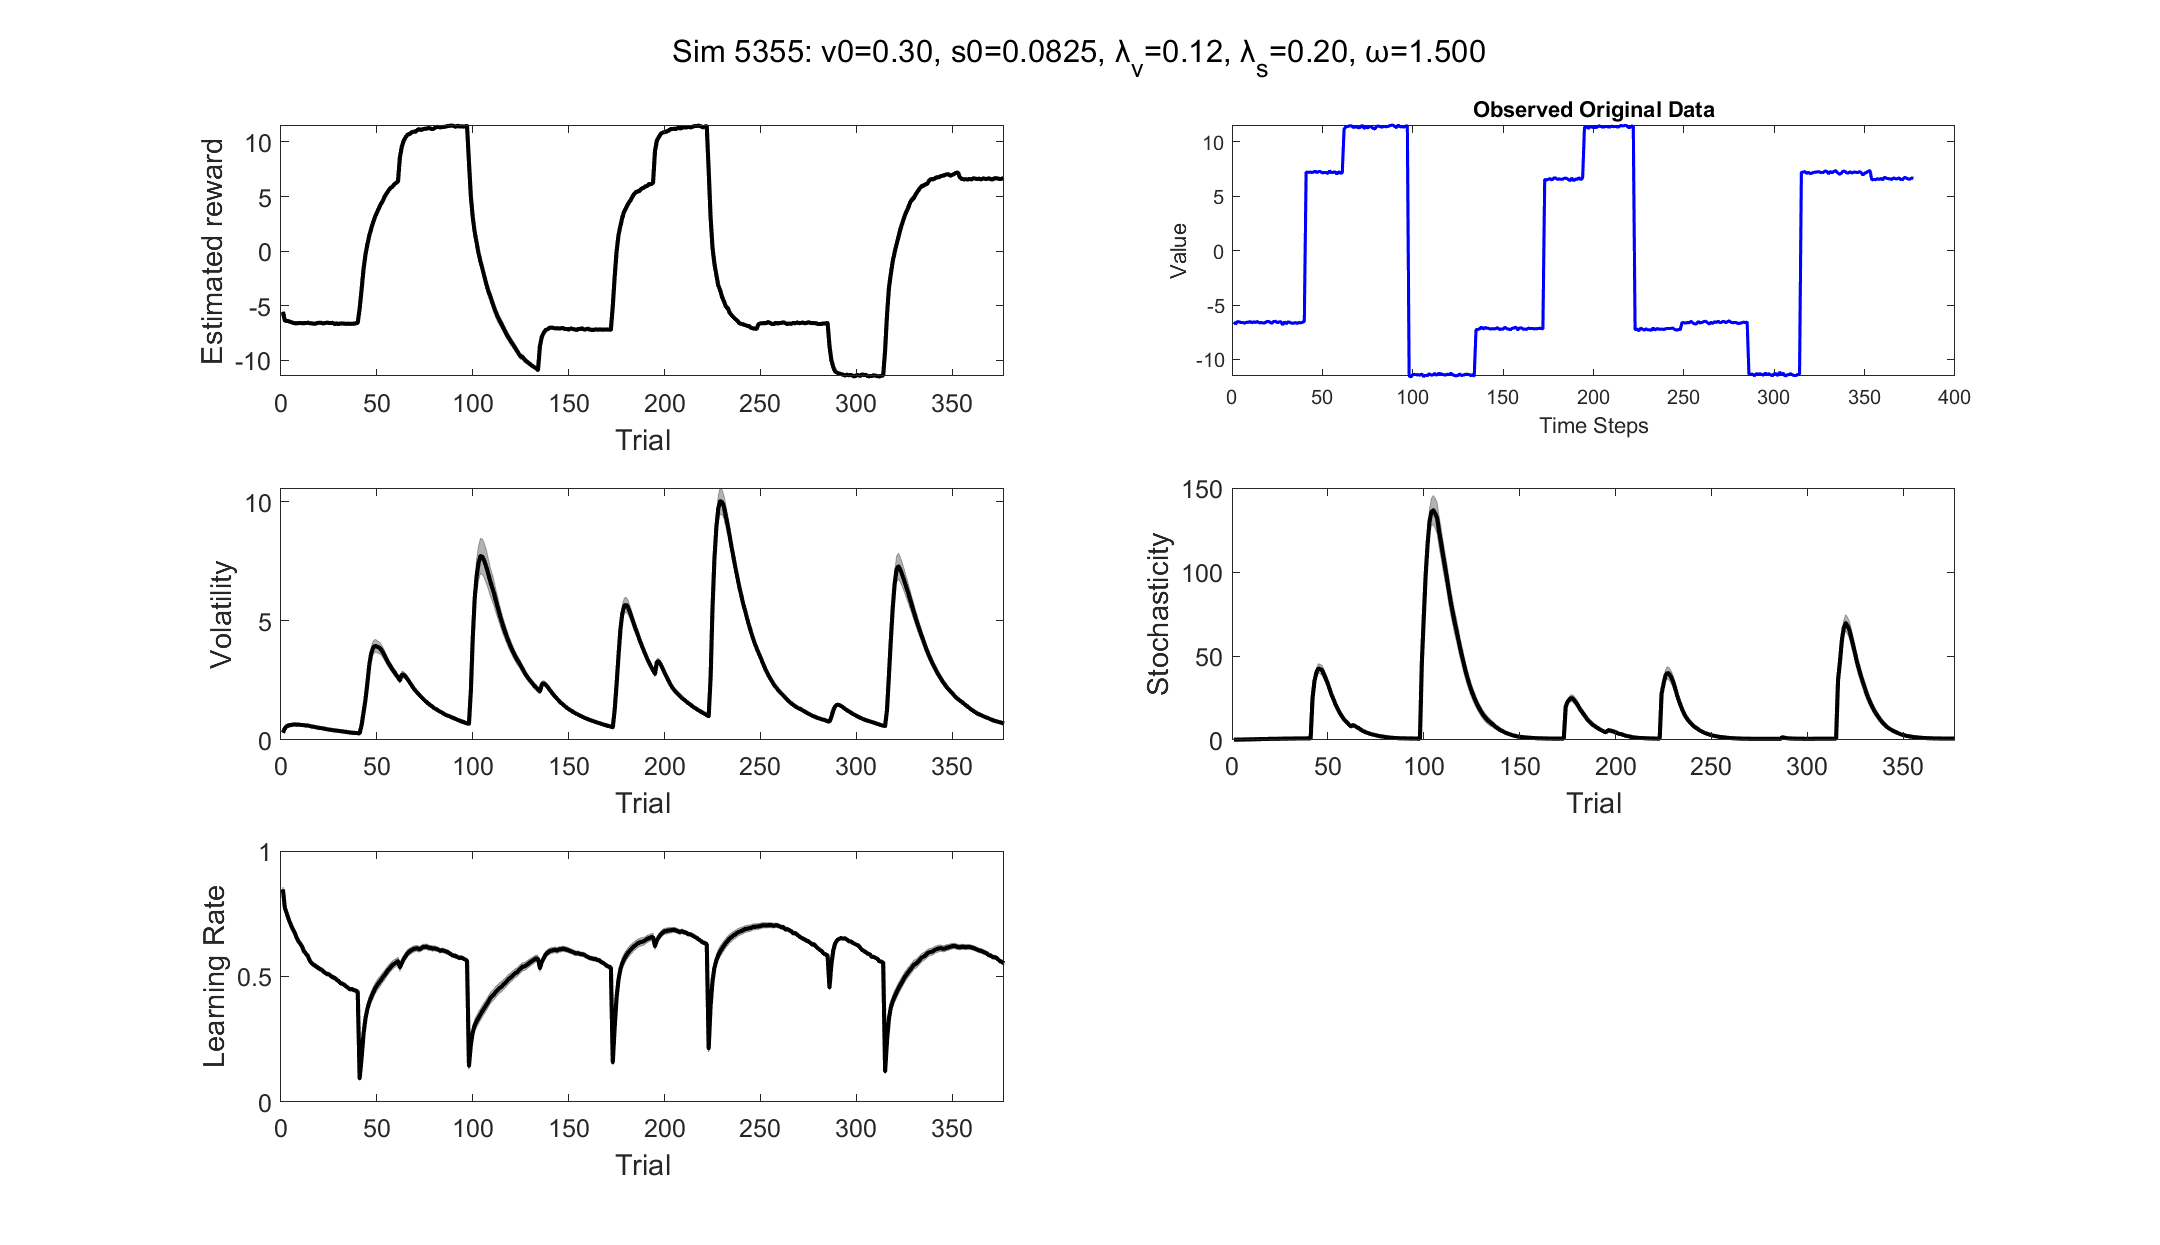 Sim 5355: v0=0.30, s0=0.0825, λv=0.12, λs=0.20, ω=1.500
Estimated reward
10
5
0
-5
-10
0 50 100 150 200 250 300 350
Trial
Observed Original Data
Value
10
5
0
-5
-10
0 50 100 150 200 250 300 350 400
Time Steps
Volatility
10
5
0
0 50 100 150 200 250 300 350
Trial
Stochasticity
150
100
50
0
0 50 100 150 200 250 300 350
Trial
Learning Rate
1
0.5
0
0 50 100 150 200 250 300 350
Trial